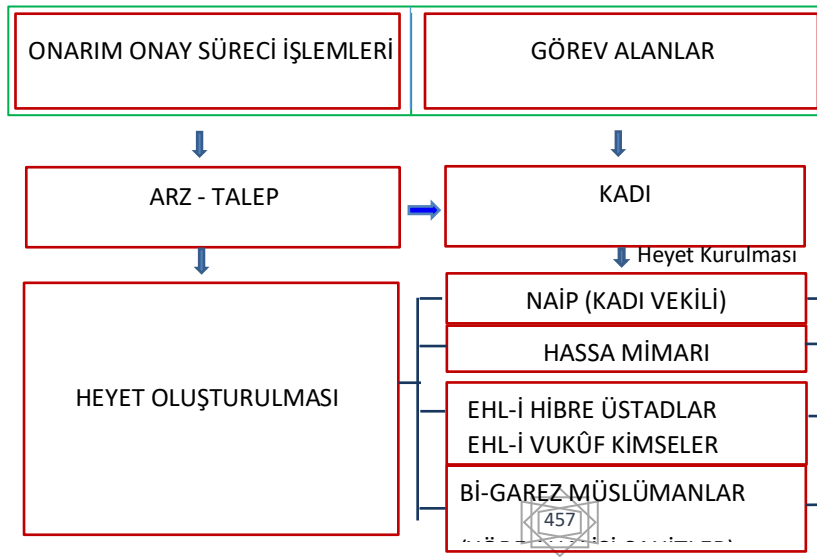 ONARIM ONAY SÜRECİ İŞLEMLERİ
GÖREV ALANLAR
ARZ - TALEP
KADI
Heyet Kurulması
HEYET OLUŞTURULMASI
NAİP (KADI VEKİLİ)
HASSA MİMARI
EHL-İ HİBRE ÜSTADLAR
EHL-İ VUKÛF KİMSELER
Bİ-GAREZ MÜSLÜMANLAR
457